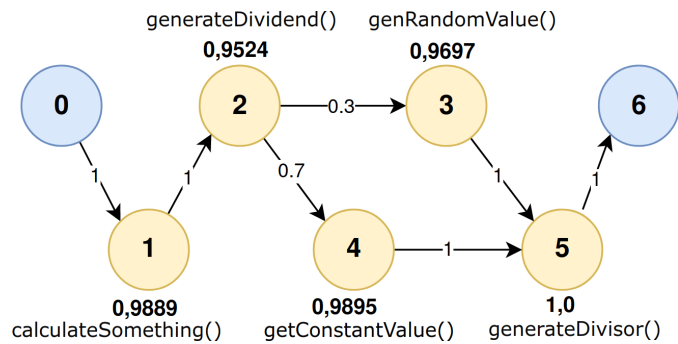 generateDividend() genRandomValue()
0,9524 0,9697
0 2 0.3 3 6
1 1 0.7 1 1
1 4 1 5
0,9889 0,9895 1,0
calculateSomething() getConstantValue() generateDivisor()